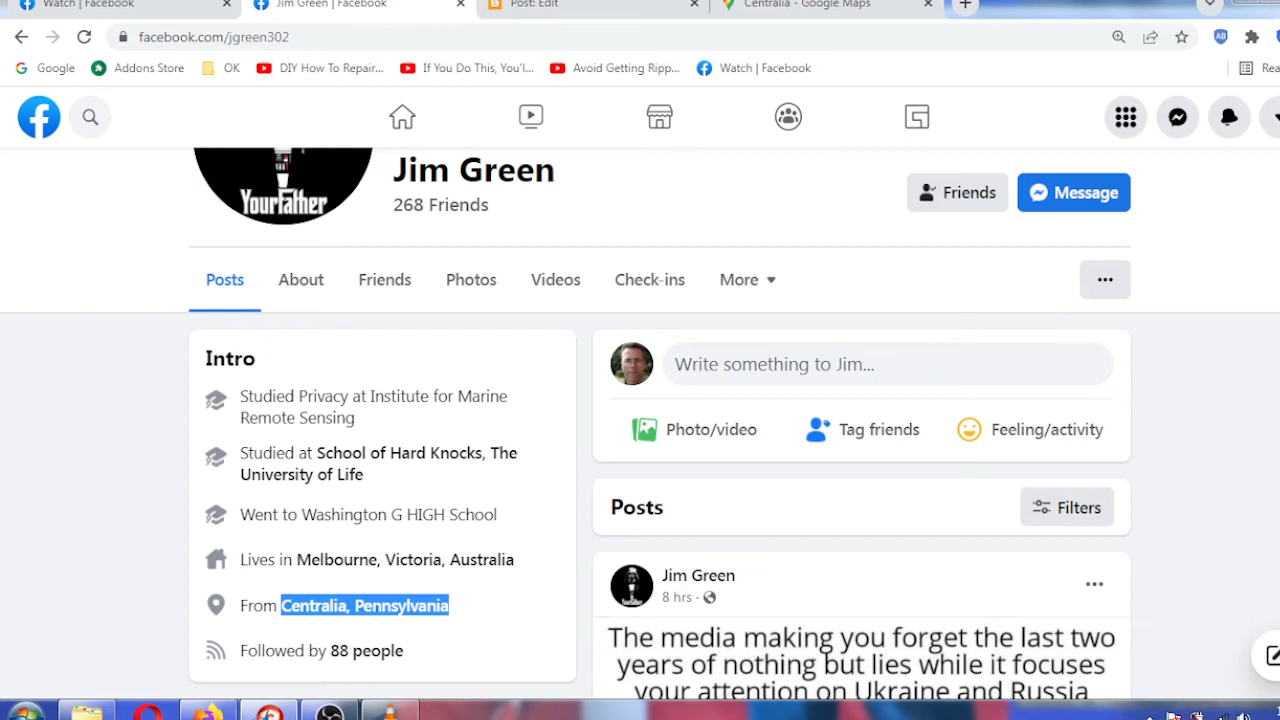 Watch | Facebook
Jim Green | Facebook
Post: Edit
Centralia - Google Maps
facebook.com/jgreen302
Google
Addons Store
OK
DIY How To Repair...
If You Do This, You'l...
Avoid Getting Ripp...
Watch | Facebook
Rea
YourFather
Jim Green
268 Friends
Friends
Message
Posts
About
Friends
Photos
Videos
Check-ins
More
Intro
Studied Privacy at Institute for Marine
Remote Sensing
Studied at School of Hard Knocks, The
University of Life
Went to Washington G HIGH School
Lives in Melbourne, Victoria, Australia
From Centralia, Pennsylvania
Followed by 88 people
Write something to Jim...
Photo/video
Tag friends
Feeling/activity
Posts
Filters
Jim Green
8 hrs ·
The media making you forget the last two
years of nothing but lies while it focuses
your attention on Ukraine and Russia